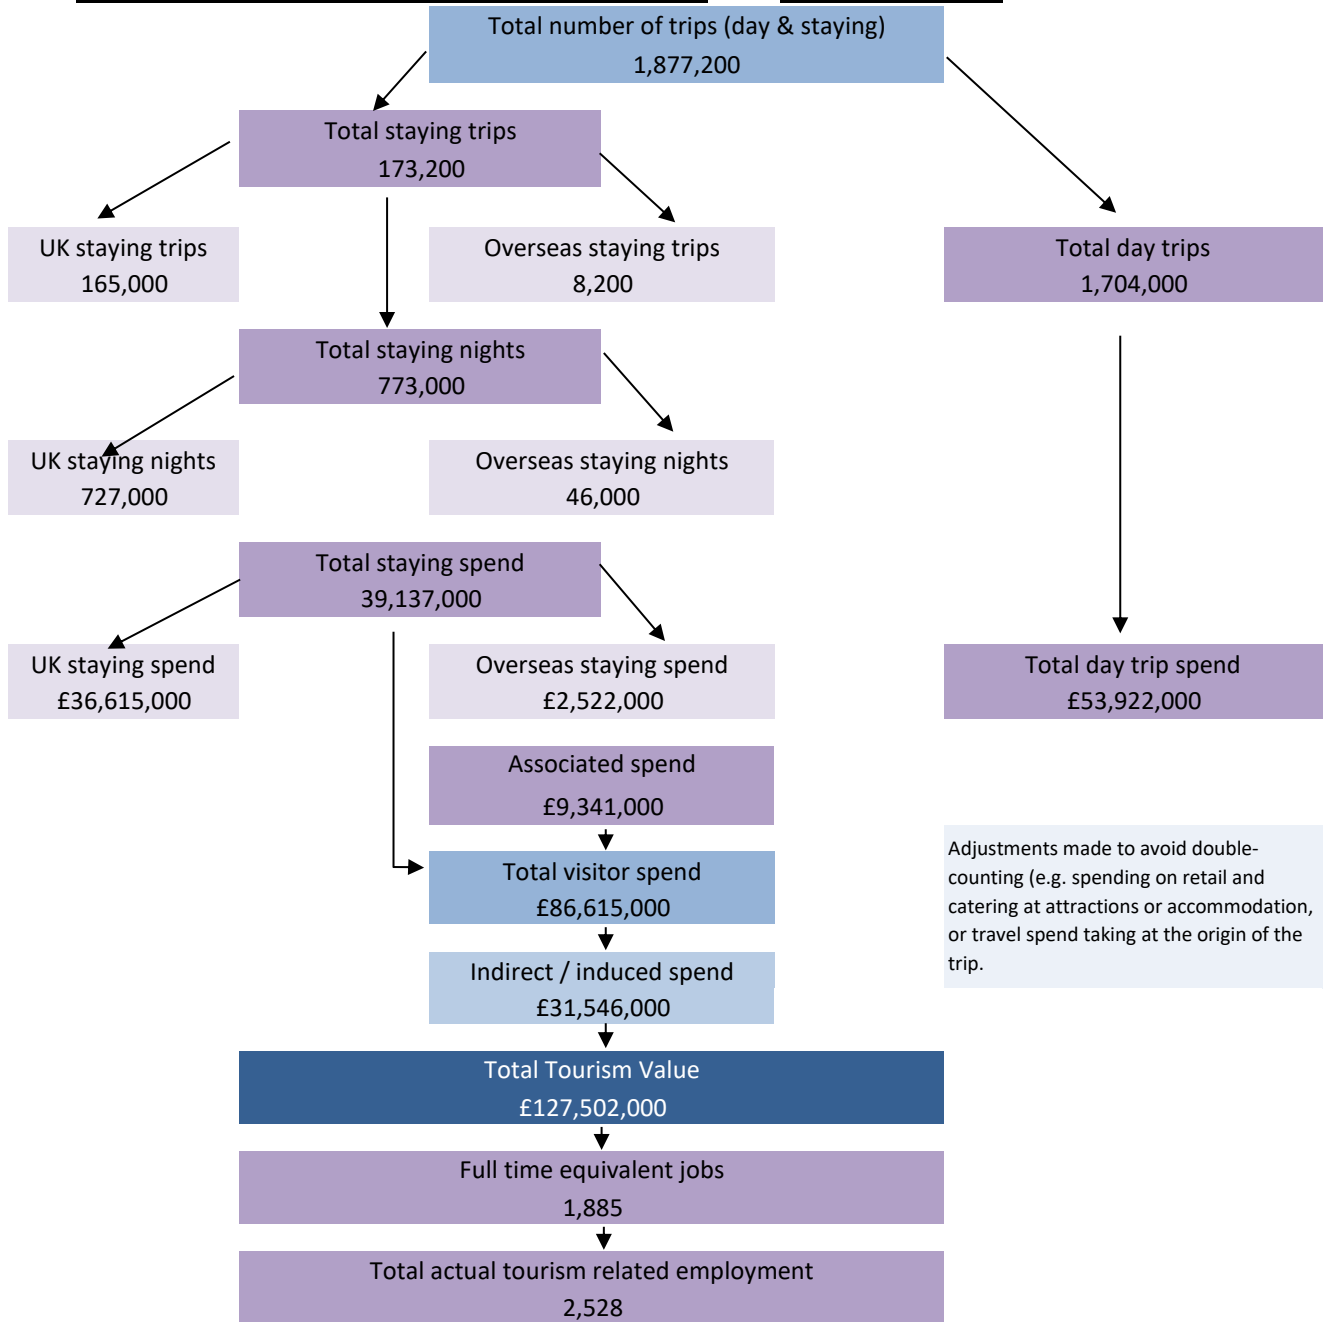 Total number of trips (day & staying)
1,877,200
Total staying trips
173,200
UK staying trips
165,000
Overseas staying trips
8,200
Total day trips
1,704,000
Total staying nights
773,000
UK staying nights
727,000
Overseas staying nights
46,000
Total staying spend
39,137,000
UK staying spend
£36,615,000
Overseas staying spend
£2,522,000
Total day trip spend
£53,922,000
Associated spend
£9,341,000
Adjustments made to avoid double-
counting (e.g. spending on retail and
catering at attractions or accommodation,
or travel spend taking at the origin of the
trip.
Total visitor spend
£86,615,000
Indirect / induced spend
£31,546,000
Total Tourism Value
£127,502,000
Full time equivalent jobs
1,885
Total actual tourism related employment
2,528